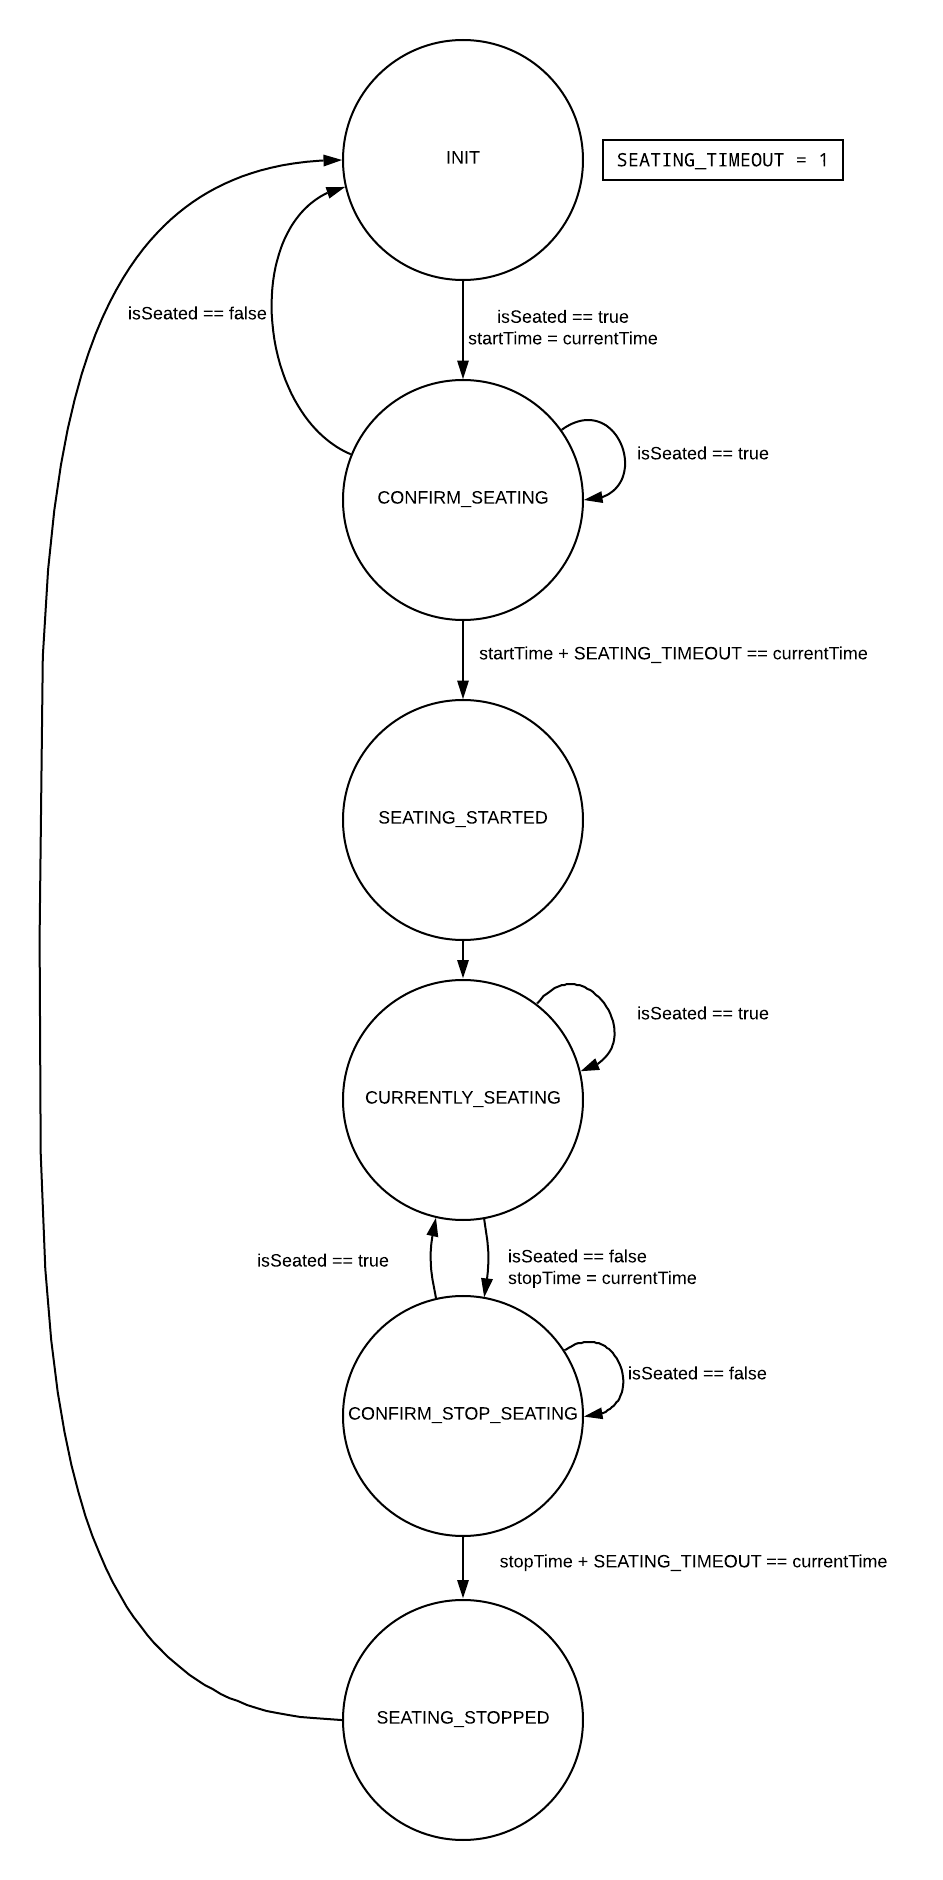 INIT
SEATING_TIMEOUT = 1
isSeated == false
isSeated == true
startTime = currentTime
CONFIRM_SEATING
isSeated == true
startTime + SEATING_TIMEOUT == currentTime
SEATING_STARTED
isSeated == true
CURRENTLY_SEATING
isSeated == true
isSeated == false
stopTime = currentTime
isSeated == false
CONFIRM_STOP_SEATING
stopTime + SEATING_TIMEOUT == currentTime
SEATING_STOPPED